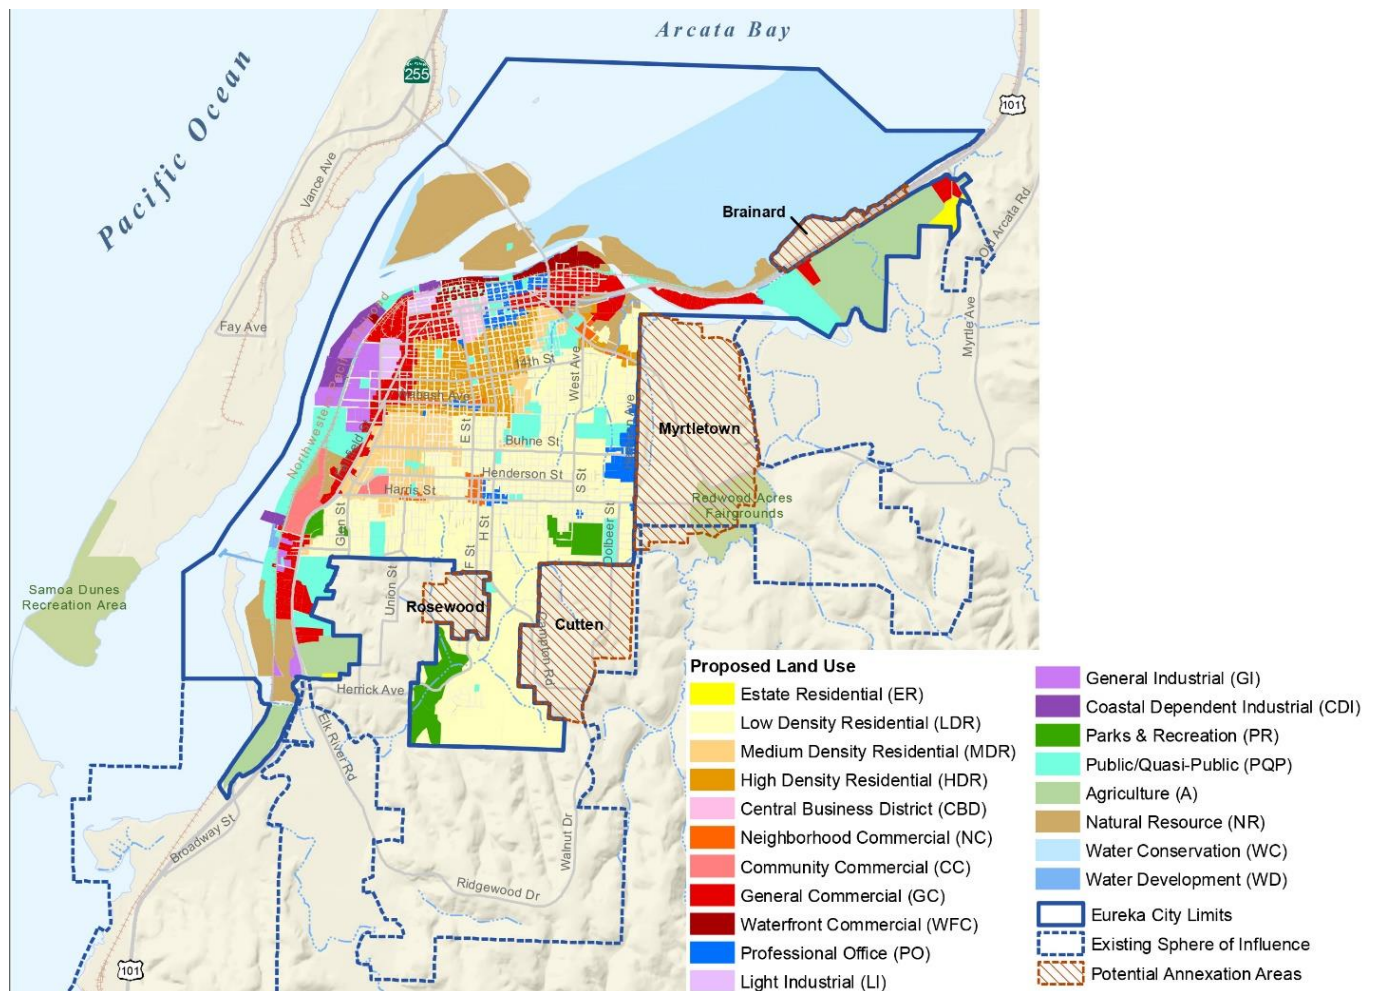 Arcata Bay
Pacific Ocean
255
101
Vance Ave
Brainard
Old Arcata Rd
Fay Ave
Myrtle Ave
14th St
West Ave
Wabash Ave
Myrtletown
E St
Buhne St
Henderson St
S St
Harris St
Redwood Acres
Fairgrounds
Glen St
H St
Dolbeer St
F St
Samoa Dunes
Recreation Area
Union St
Rosewood
Cutten
Campton Rd
Herrick Ave
Elk River Rd
Broadway St
Walnut Dr
Ridgewood Dr
101
Proposed Land Use
Estate Residential (ER)
Low Density Residential (LDR)
Medium Density Residential (MDR)
High Density Residential (HDR)
Central Business District (CBD)
Neighborhood Commercial (NC)
Community Commercial (CC)
General Commercial (GC)
Waterfront Commercial (WFC)
Professional Office (PO)
Light Industrial (LI)
General Industrial (GI)
Coastal Dependent Industrial (CDI)
Parks & Recreation (PR)
Public/Quasi-Public (PQP)
Agriculture (A)
Natural Resource (NR)
Water Conservation (WC)
Water Development (WD)
Eureka City Limits
Existing Sphere of Influence
Potential Annexation Areas